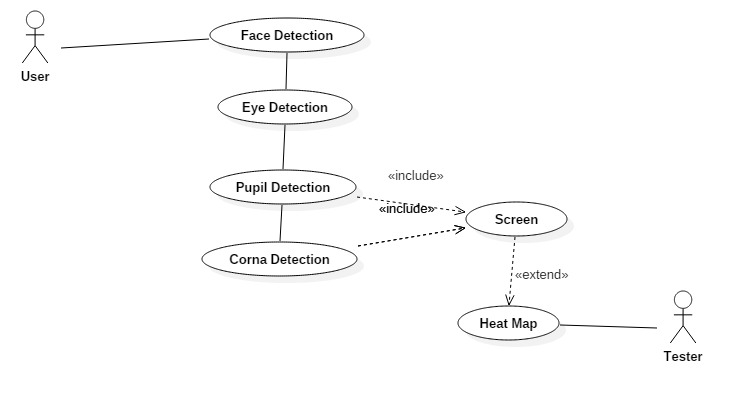 Face Detection
User
Eye Detection
«include»
Pupil Detection
«include»
Screen
Corna Detection
«extend»
Heat Map
Tester